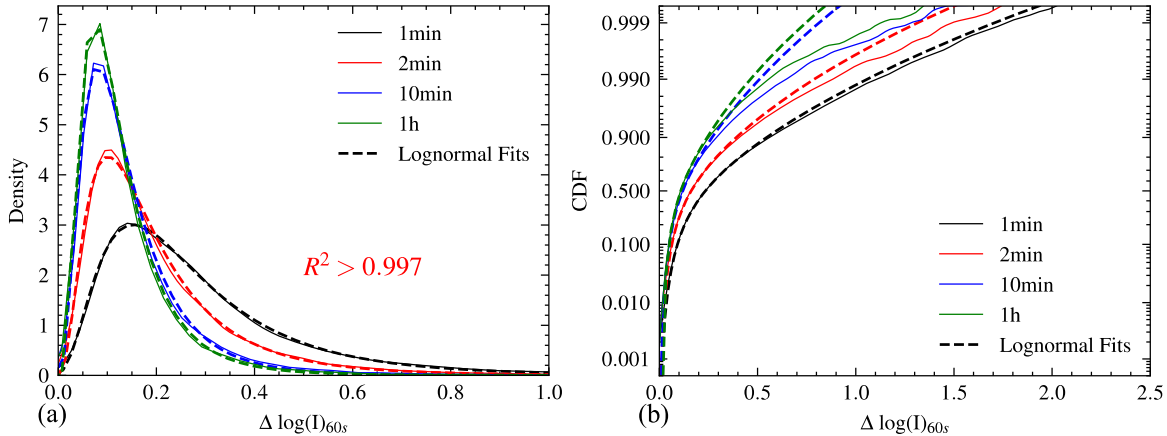 7
6
5
4
3
2
1
0
Density
1min
2min
10min
1h
Lognormal Fits
R² > 0.997
0.0 0.2 0.4 0.6 0.8 1.0
(a)
Δ log(I)₆₀ₛ
0.999
0.990
0.900
0.500
0.100
0.010
0.001
CDF
1min
2min
10min
1h
Lognormal Fits
0.0 0.5 1.0 1.5 2.0 2.5
(b)
Δ log(I)₆₀ₛ